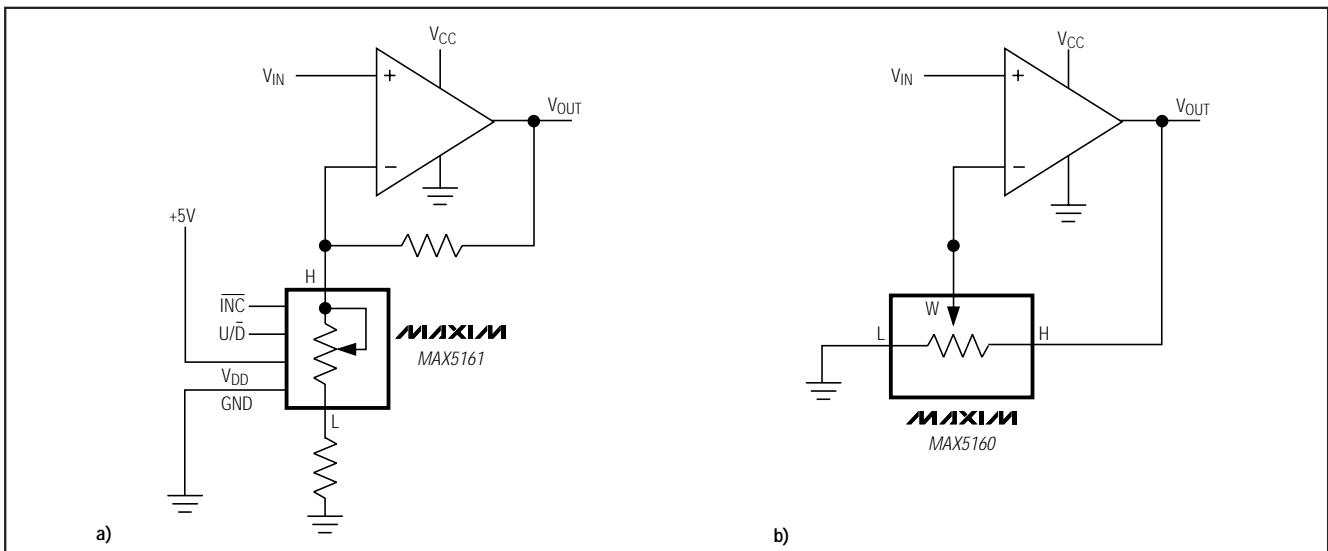 VCC
VIN
+
VOUT
−
+5V
H
INC
U/D
MAXIM
MAX5161
VDD
GND
L
a)
VCC
VIN
+
VOUT
−
W
L
H
MAXIM
MAX5160
b)